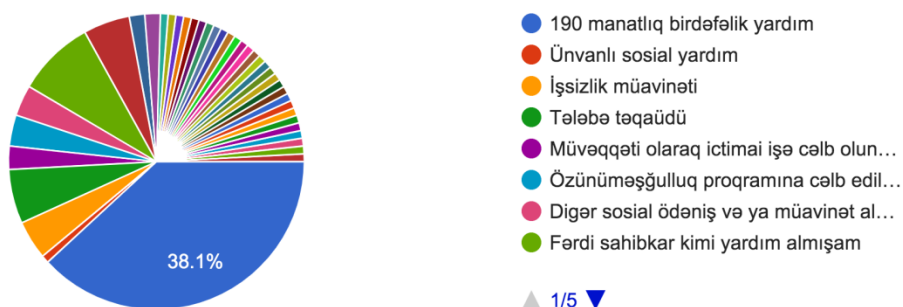 38.1%
190 manatlıq birdəfəlik yardım
Ünvanlı sosial yardım
İşsizlik müavinəti
Tələbə təqaüdü
Müvəqqəti olaraq ictimai işə cəlb olun...
Özünüməşğulluq proqramına cəlb edil...
Digər sosial ödəniş və ya müavinət al...
Fərdi sahibkar kimi yardım almışam
1/5